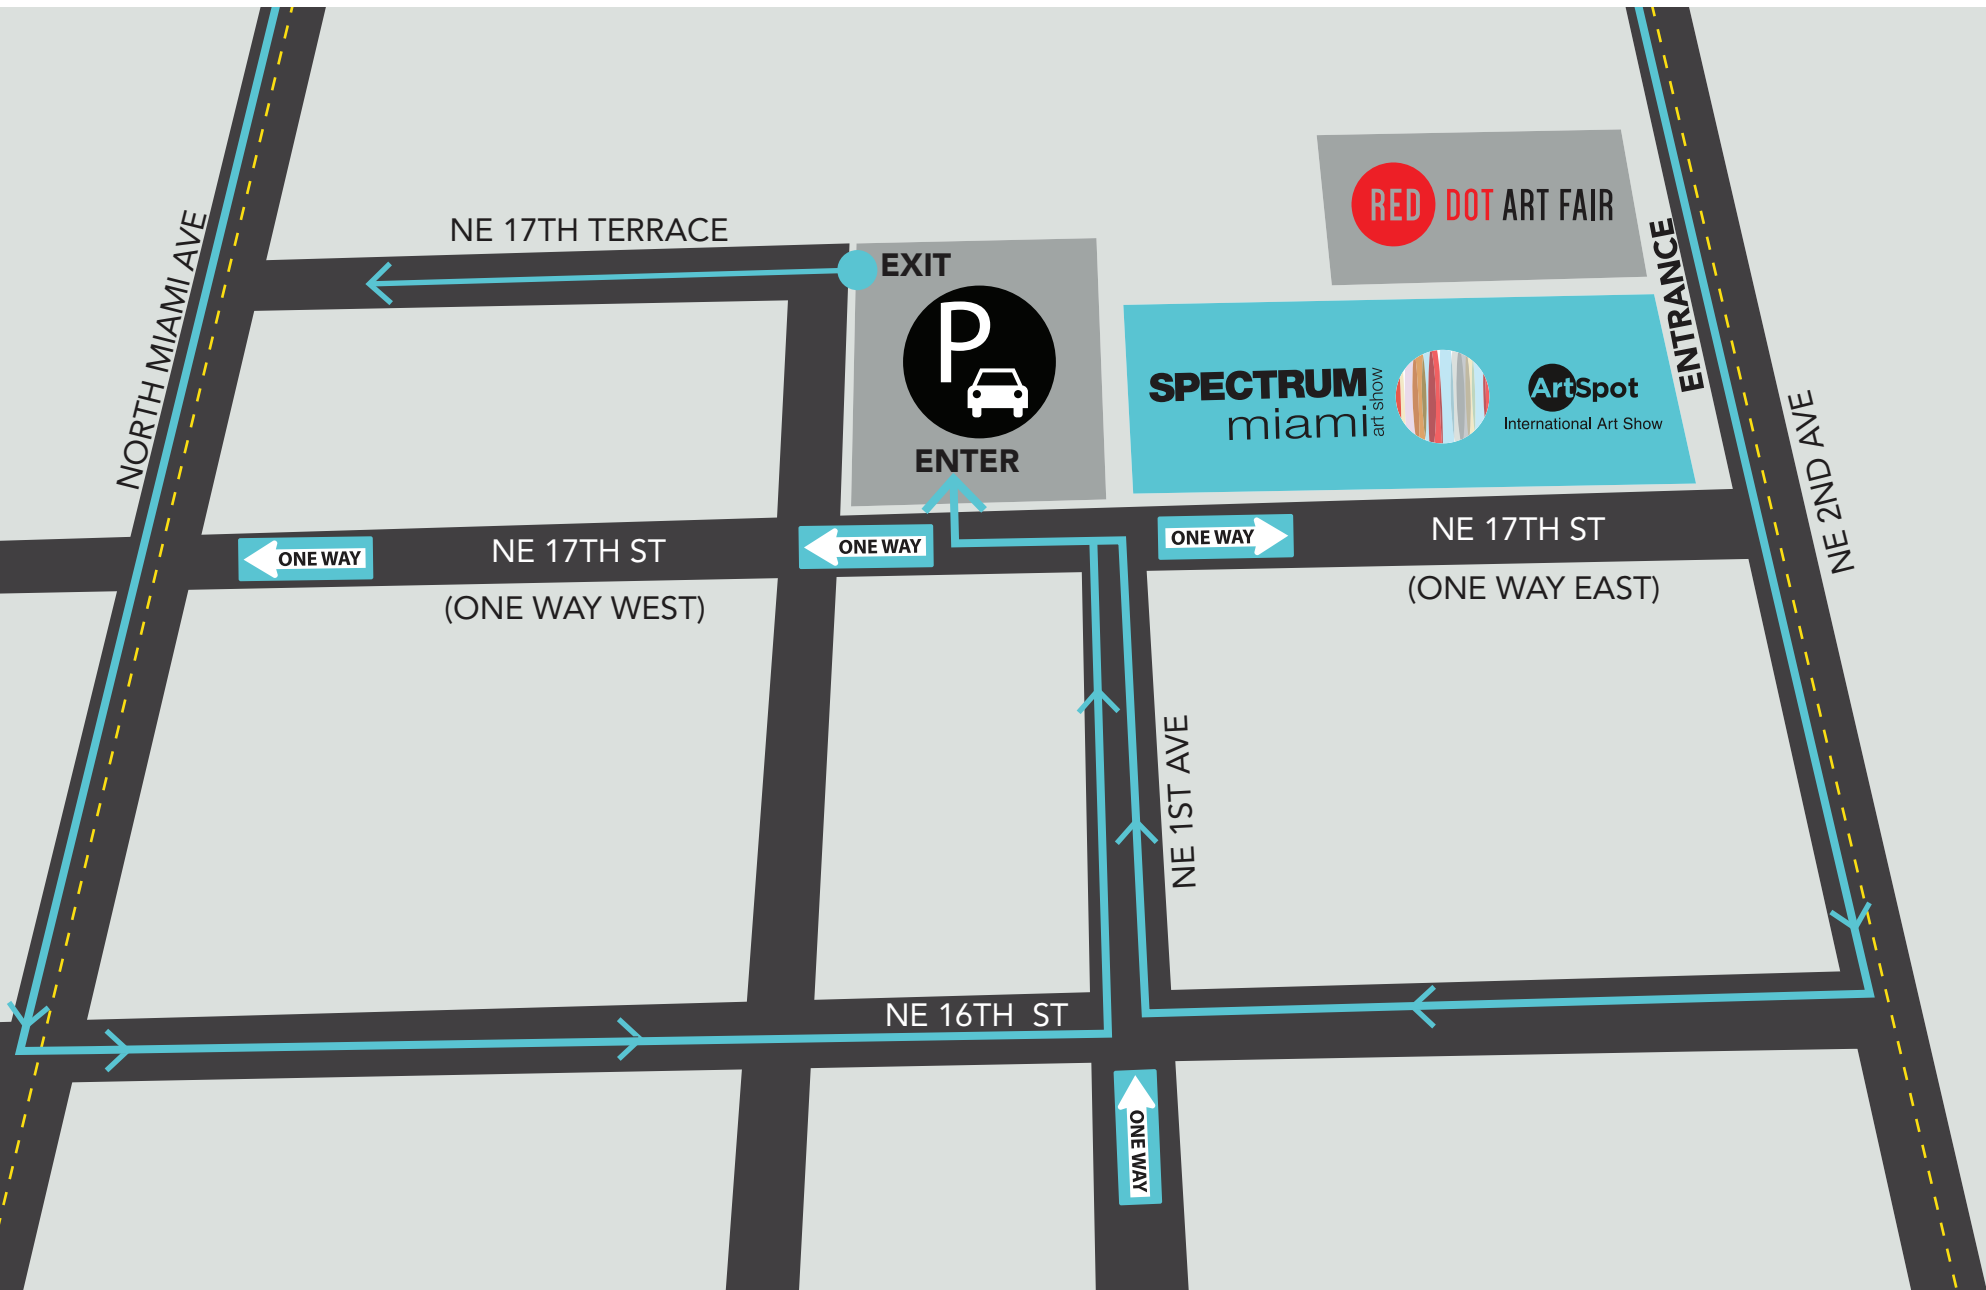 RED DOT ART FAIR
NORTH MIAMI AVE
NE 17TH TERRACE
EXIT
P
ENTER
ENTRANCE
SPECTRUM
miami
art show
ArtSpot
International Art Show
NE 2ND AVE
ONE WAY
NE 17TH ST
(ONE WAY WEST)
ONE WAY
ONE WAY
NE 17TH ST
(ONE WAY EAST)
NE 1ST AVE
NE 16TH ST
ONE WAY